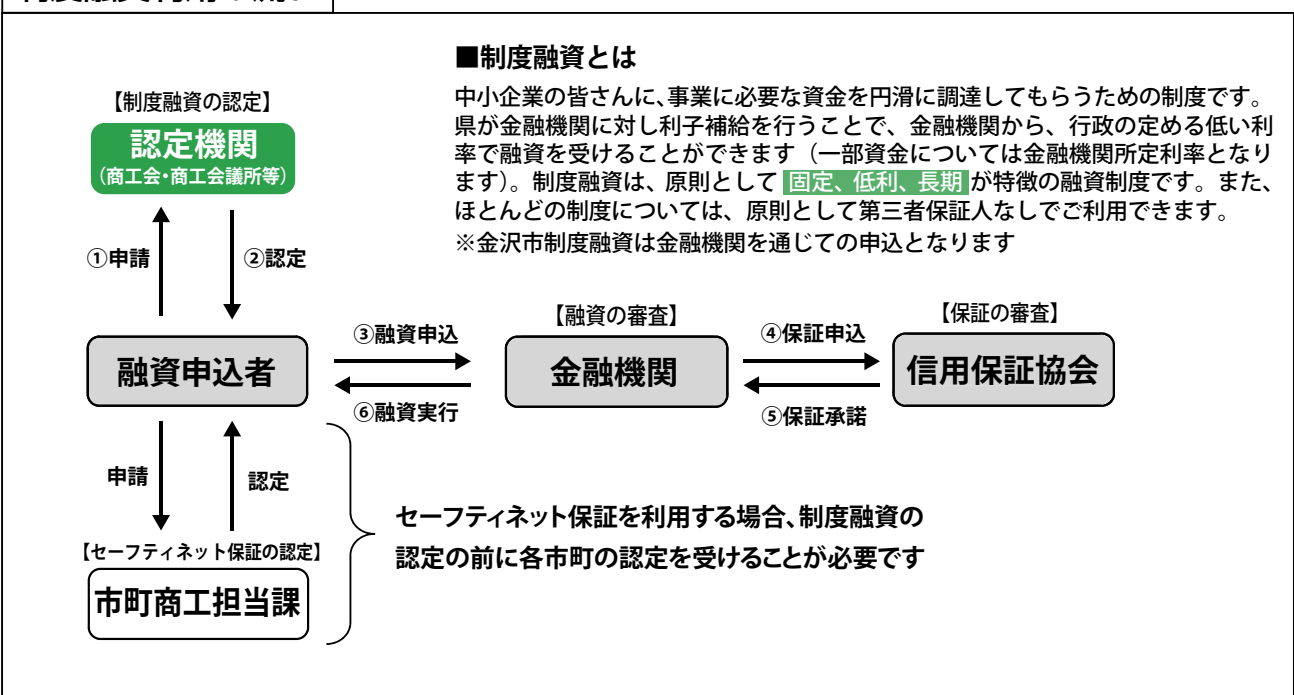 ■制度融資とは
中小企業の皆さんに、事業に必要な資金を円滑に調達してもらうための制度です。
県が金融機関に対し利子補給を行うことで、金融機関から、行政の定める低い利
率で融資を受けることができます（一部資金については金融機関所定利率となり
ます）。制度融資は、原則として 固定、低利、長期 が特徴の融資制度です。また、
ほとんどの制度については、原則として第三者保証人なしでご利用できます。
※金沢市制度融資は金融機関を通じての申込となります
【制度融資の認定】
認定機関
（商工会・商工会議所等）
①申請
②認定
融資申込者
③融資申込
⑥融資実行
【融資の審査】
金融機関
④保証申込
⑤保証承諾
【保証の審査】
信用保証協会
申請
認定
【セーフティネット保証の認定】
市町商工担当課
セーフティネット保証を利用する場合、制度融資の
認定の前に各市町の認定を受けることが必要です